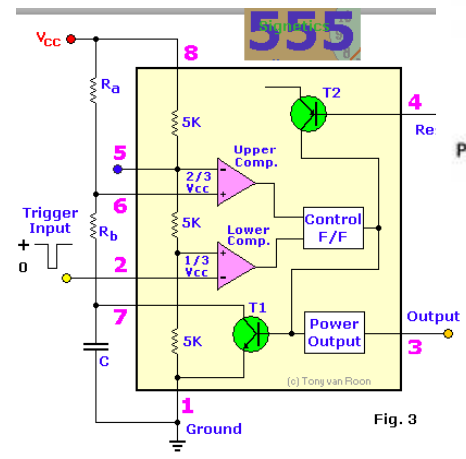 Signetics
555
Vcc
8
Ra
5K
T2
4
Re
P
5
Upper
Comp.
2/3
Vcc
-
+
6
Trigger
Input
+
0
Rb
5K
Control
F/F
Lower
Comp.
+
-
1/3
Vcc
2
7
T1
Output
C
5K
Power
Output
3
(c) Tony van Roon
1
Ground
Fig. 3